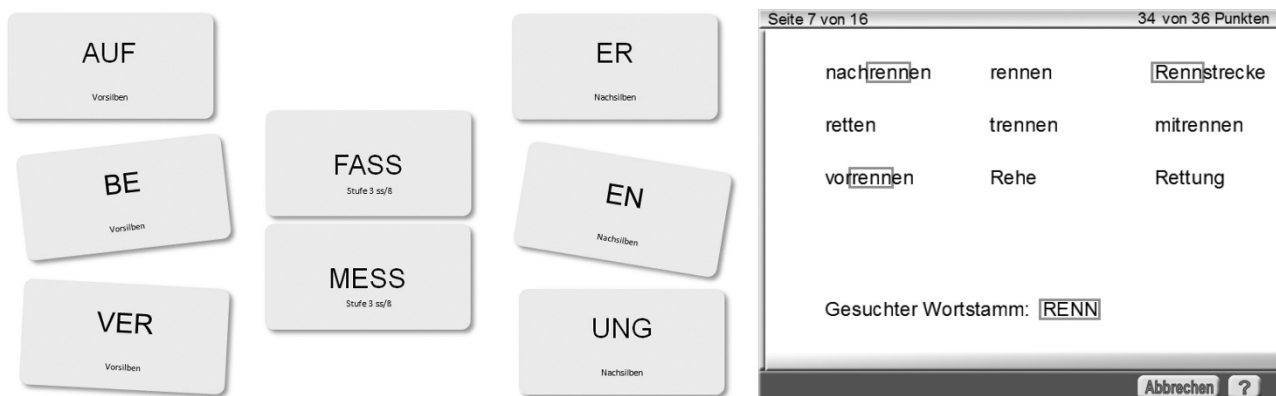 AUF
Vorsilben
BE
Vorsilben
VER
Vorsilben
FASS
Stufe 3 ss/ß
MESS
Stufe 3 ss/ß
ER
Nachsilben
EN
Nachsilben
UNG
Nachsilben
Seite 7 von 16 34 von 36 Punkten
nachrennen rennen Rennstrecke
retten trennen mitrennen
vorrennen Rehe Rettung
Gesuchter Wortstamm: RENN
Abbrechen ?